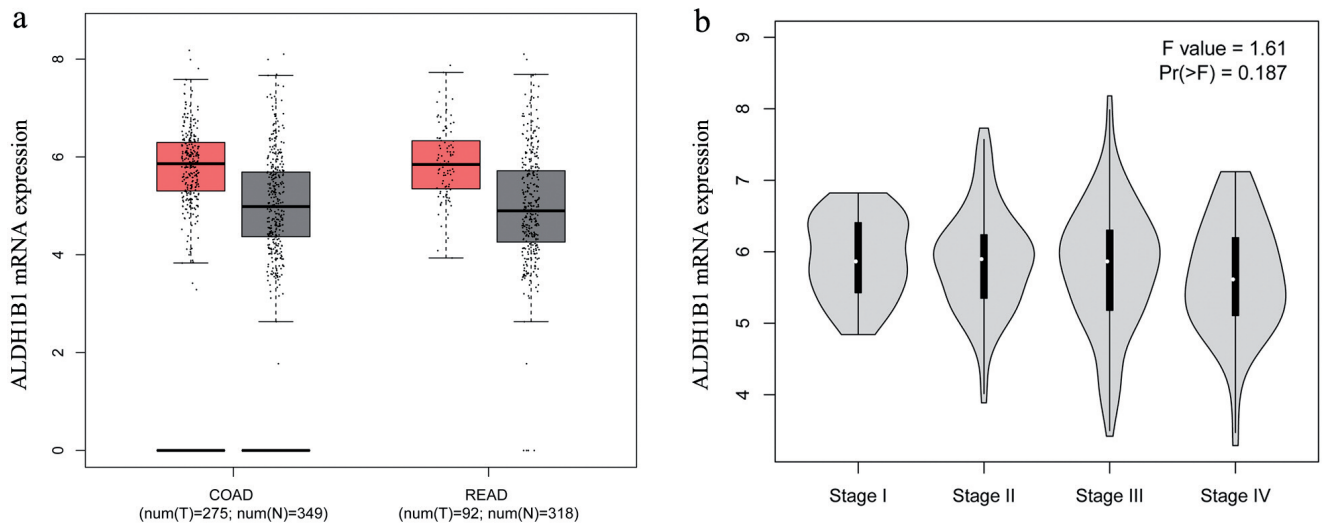 a
ALDH1B1 mRNA expression
8
6
4
2
0
COAD
(num(T)=275; num(N)=349)
READ
(num(T)=92; num(N)=318)
b
ALDH1B1 mRNA expression
9
8
7
6
5
4
F value = 1.61
Pr(>F) = 0.187
Stage I
Stage II
Stage III
Stage IV